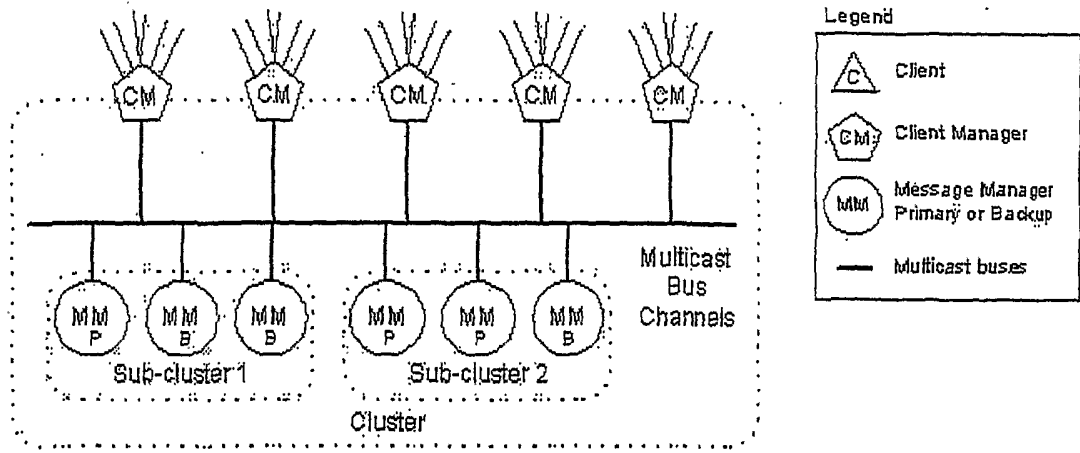 CM CM CM CM CM
Multicast
Bus
Channels
MM P MM B MM B MM P MM P MM B
Sub-cluster 1 Sub-cluster 2
Cluster
Legend
C Client
CM Client Manager
MM Message Manager
Primary or Backup
Multicast buses